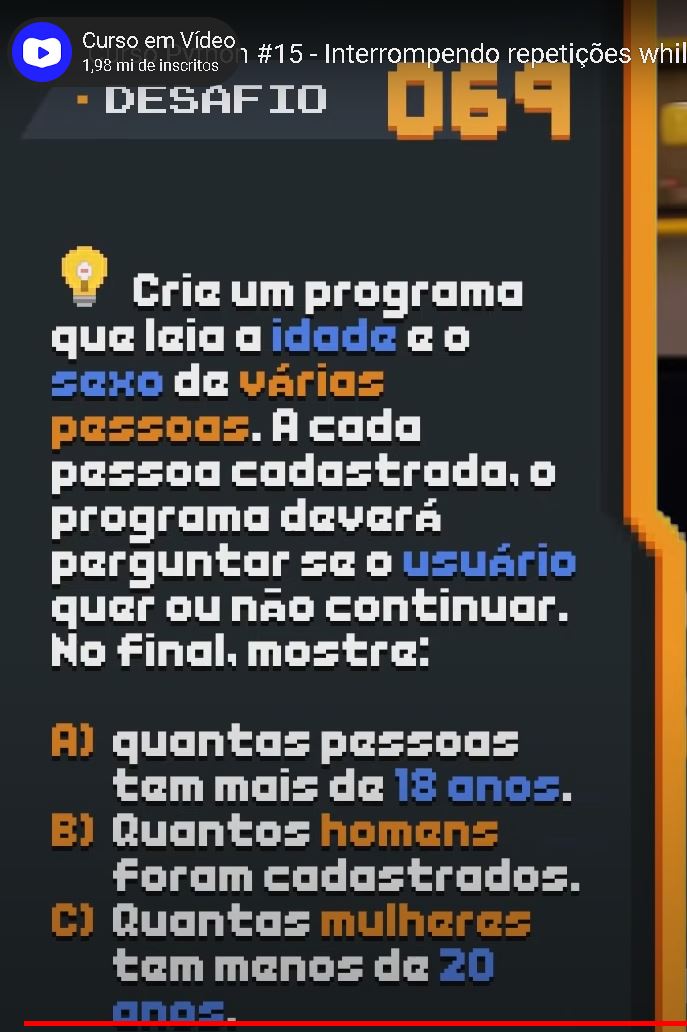 Curso em Vídeo
n #15 - Interrompendo repetições whil
1,98 mi de inscritos
DESAFIO 069
Crie um programa
que leia a idade e o
sexo de várias
pessoas. A cada
pessoa cadastrada, o
programa deverá
perguntar se o usuário
quer ou não continuar.
No final, mostre:
A) quantas pessoas
tem mais de 18 anos.
B) Quantos homens
foram cadastrados.
C) Quantas mulheres
tem menos de 20
anos.